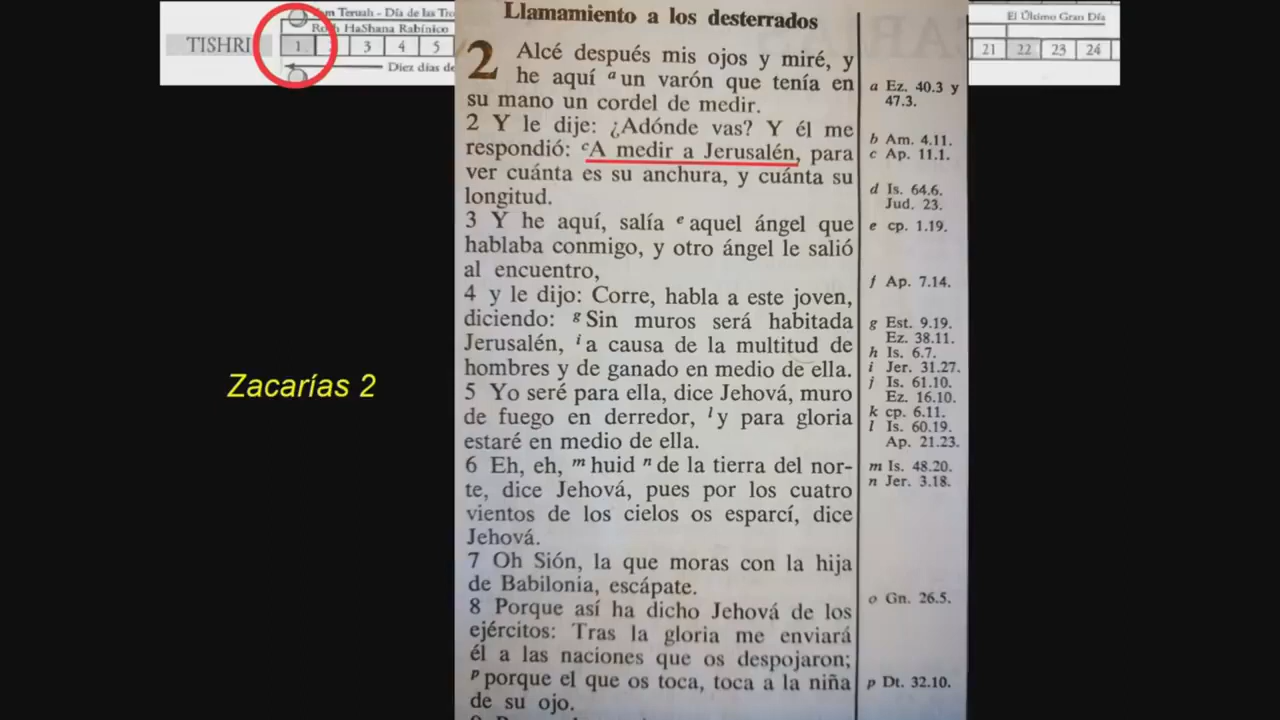 Día de las
El Último Gran Día
Rosh HaShana Rabínico
TISHRI 1 2 3 4 5
21 22 23 24
Diez días de
Llamamiento a los desterrados
2 Alcé después mis ojos y miré, y
he aquí a un varón que tenía en
su mano un cordel de medir.
2 Y le dije: ¿Adónde vas? Y él me
respondió: c A medir a Jerusalén, para
ver cuánta es su anchura, y cuánta su
longitud.
3 Y he aquí, salía e aquel ángel que
hablaba conmigo, y otro ángel le salió
al encuentro,
4 y le dijo: Corre, habla a este joven,
diciendo: g Sin muros será habitada
Jerusalén, i a causa de la multitud de
hombres y de ganado en medio de ella.
5 Yo seré para ella, dice Jehová, muro
de fuego en derredor, l y para gloria
estaré en medio de ella.
6 Eh, eh, m huid n de la tierra del nor-
te, dice Jehová, pues por los cuatro
vientos de los cielos os esparcí, dice
Jehová.
7 Oh Sión, la que moras con la hija
de Babilonia, escápate.
8 Porque así ha dicho Jehová de los
ejércitos: Tras la gloria me enviará
él a las naciones que os despojaron;
p porque el que os toca, toca a la niña
de su ojo.
a Ez. 40.3 y
47.3.
b Am. 4.11.
c Ap. 11.1.
d Is. 64.6.
Jud. 23.
e cp. 1.19.
f Ap. 7.14.
g Est. 9.19.
Ez. 38.11.
h Is. 6.7.
i Jer. 31.27.
j Is. 61.10.
Ez. 16.10.
k cp. 6.11.
l Is. 60.19.
Ap. 21.23.
m Is. 48.20.
n Jer. 3.18.
o Gn. 26.5.
p Dt. 32.10.
Zacarías 2